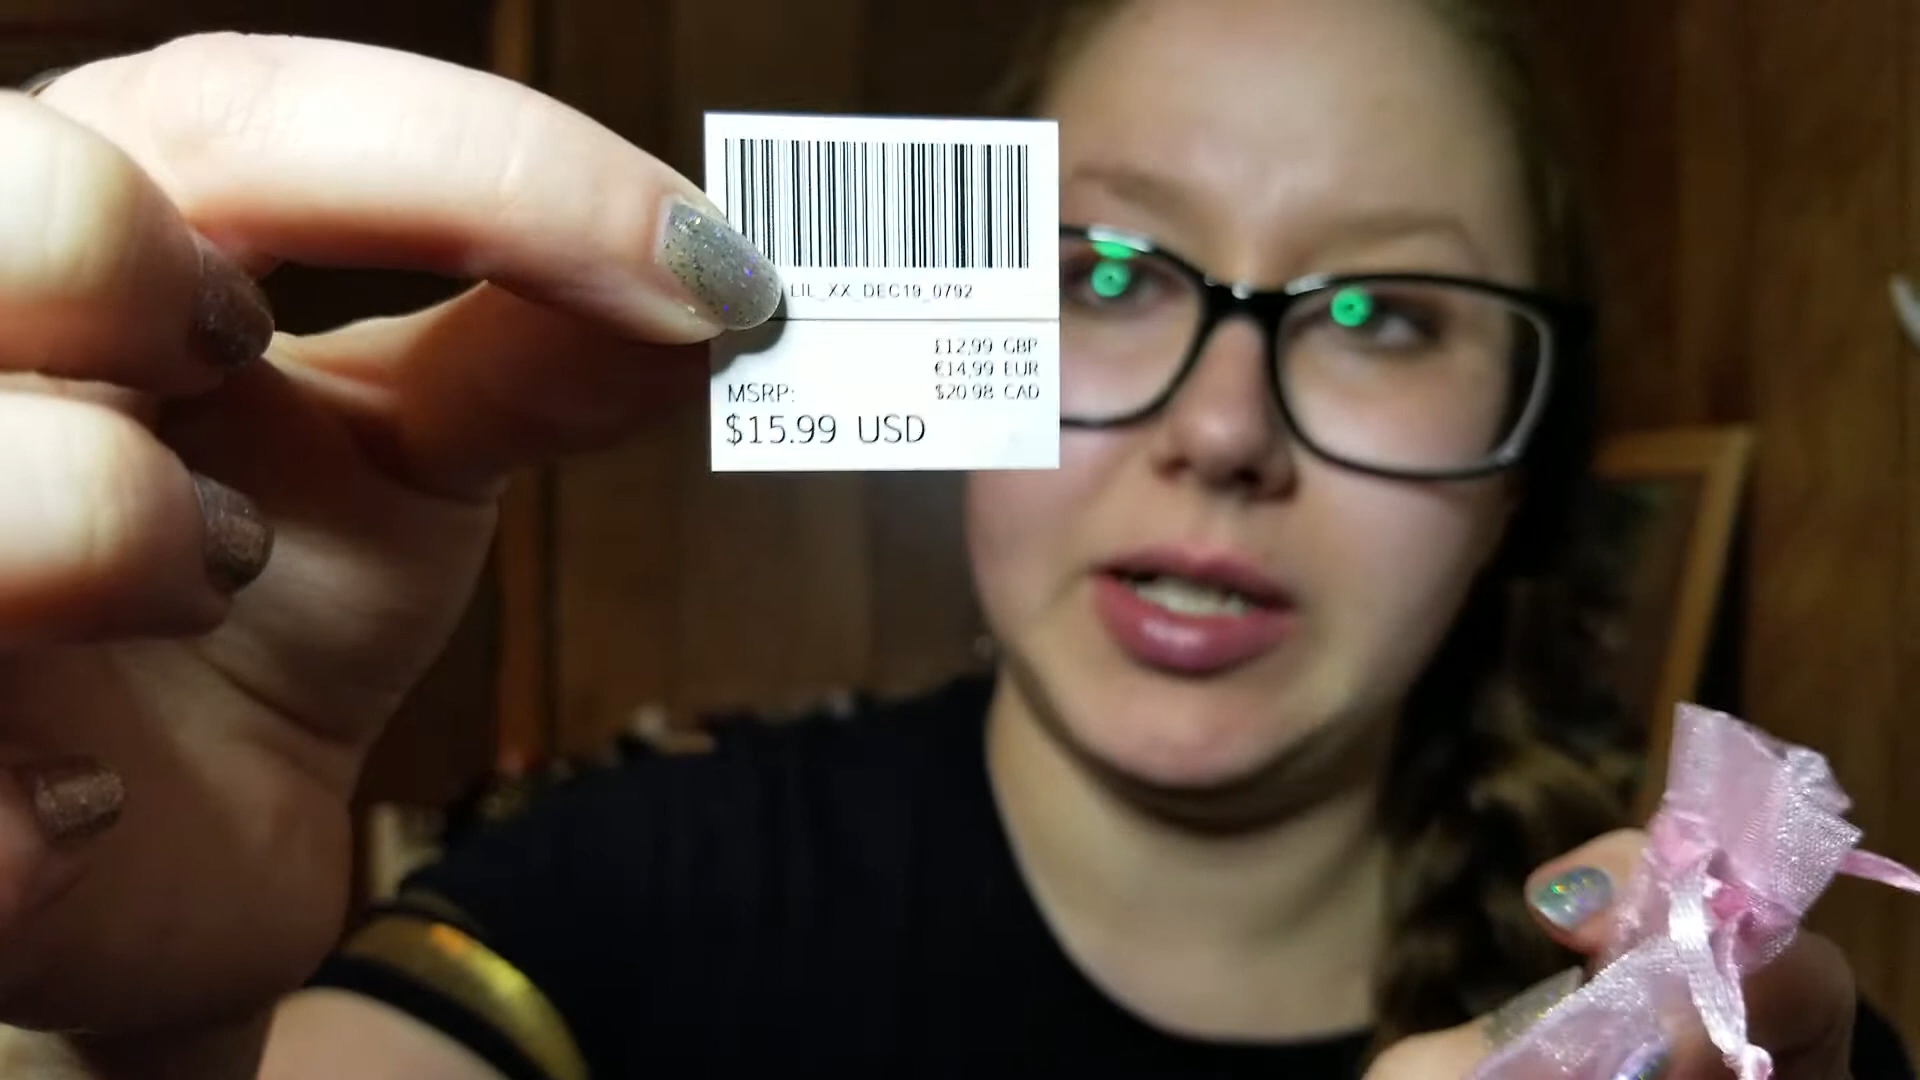 LIL_XX_DEC19_0792
£12,99 GBP
€14,99 EUR
MSRP: $20.98 CAD
$15.99 USD